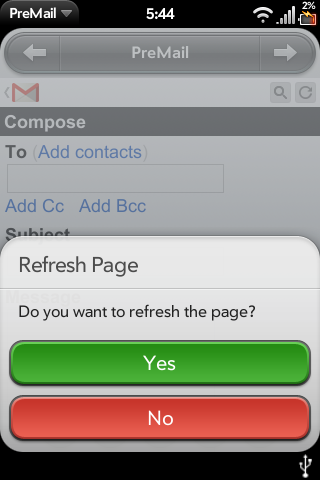 PreMail
5:44
2%
PreMail
Compose
To (Add contacts)
Add Cc Add Bcc
Subject
Refresh Page
Message
Do you want to refresh the page?
Yes
No